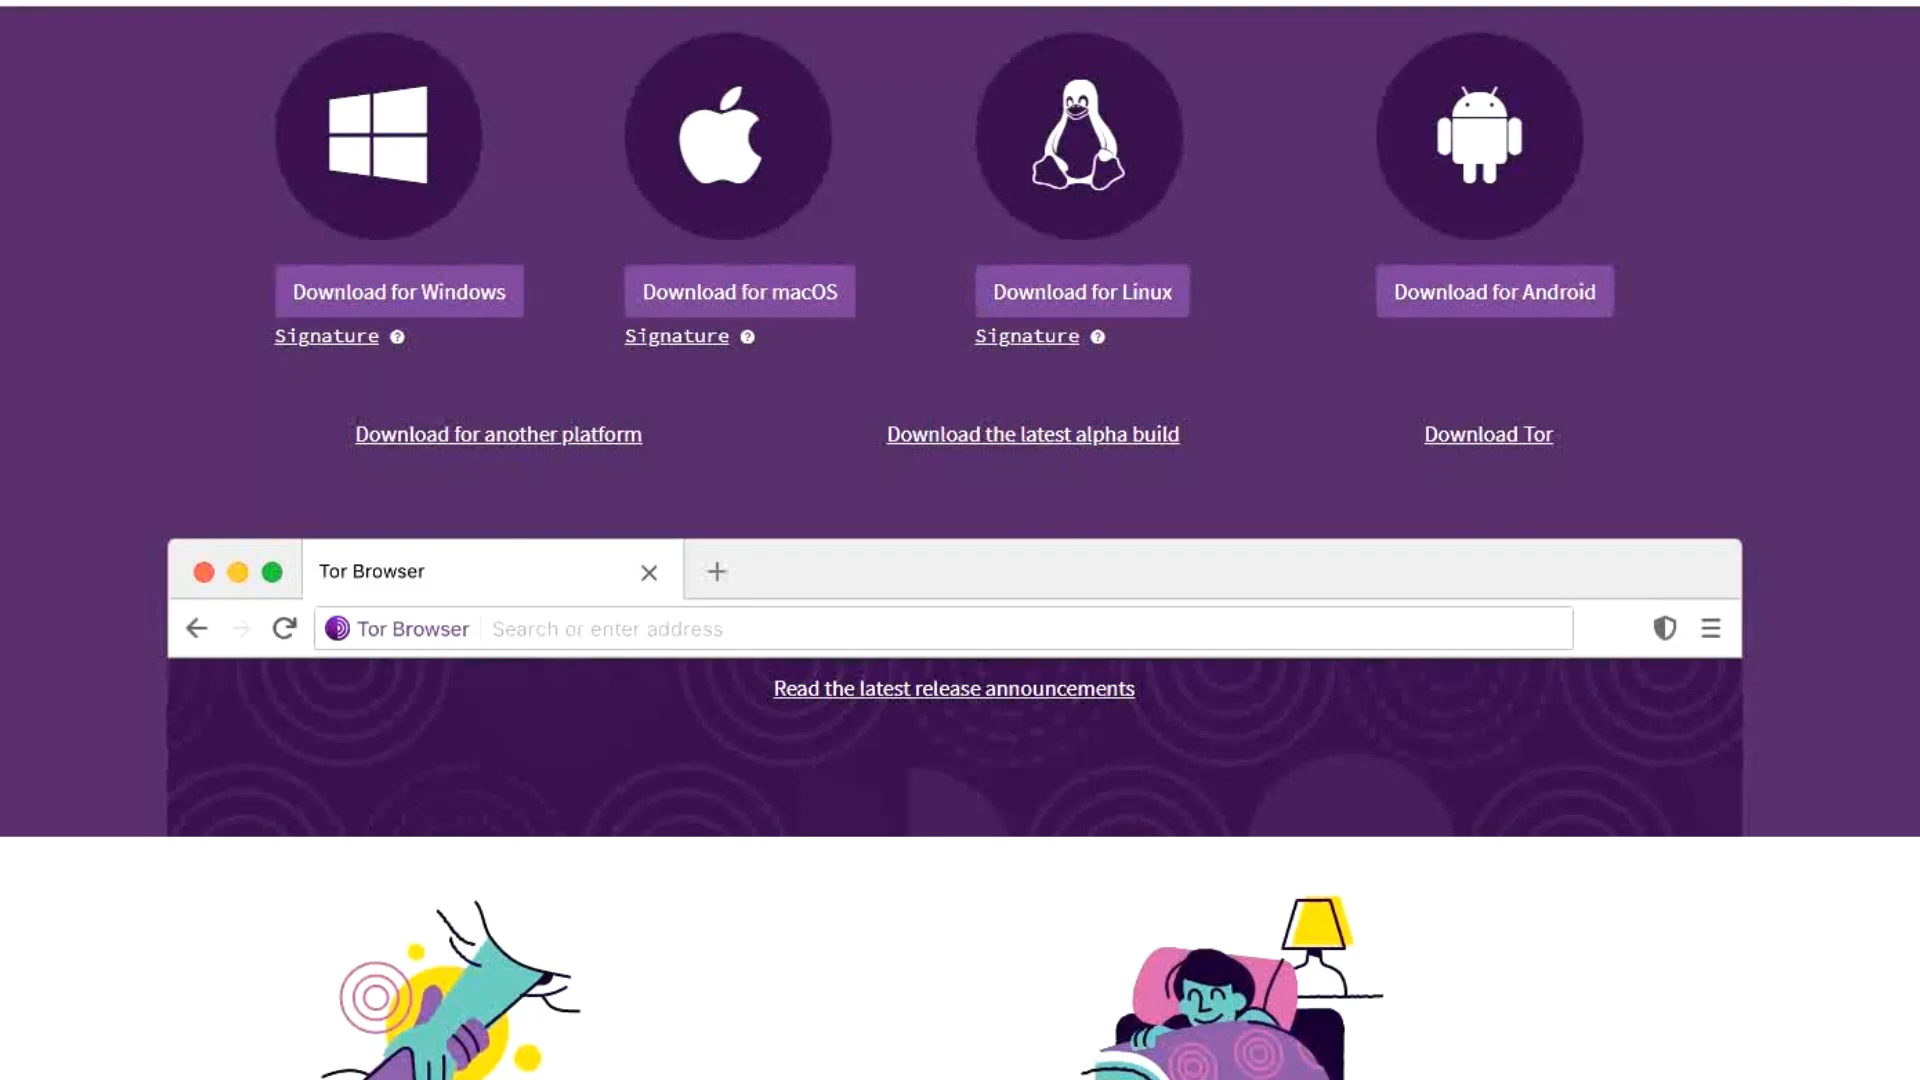 Download for Windows
Download for macOS
Download for Linux
Download for Android
Signature ?
Signature ?
Signature ?
Download for another platform
Download the latest alpha build
Download Tor
Tor Browser
Tor Browser
Search or enter address
Read the latest release announcements